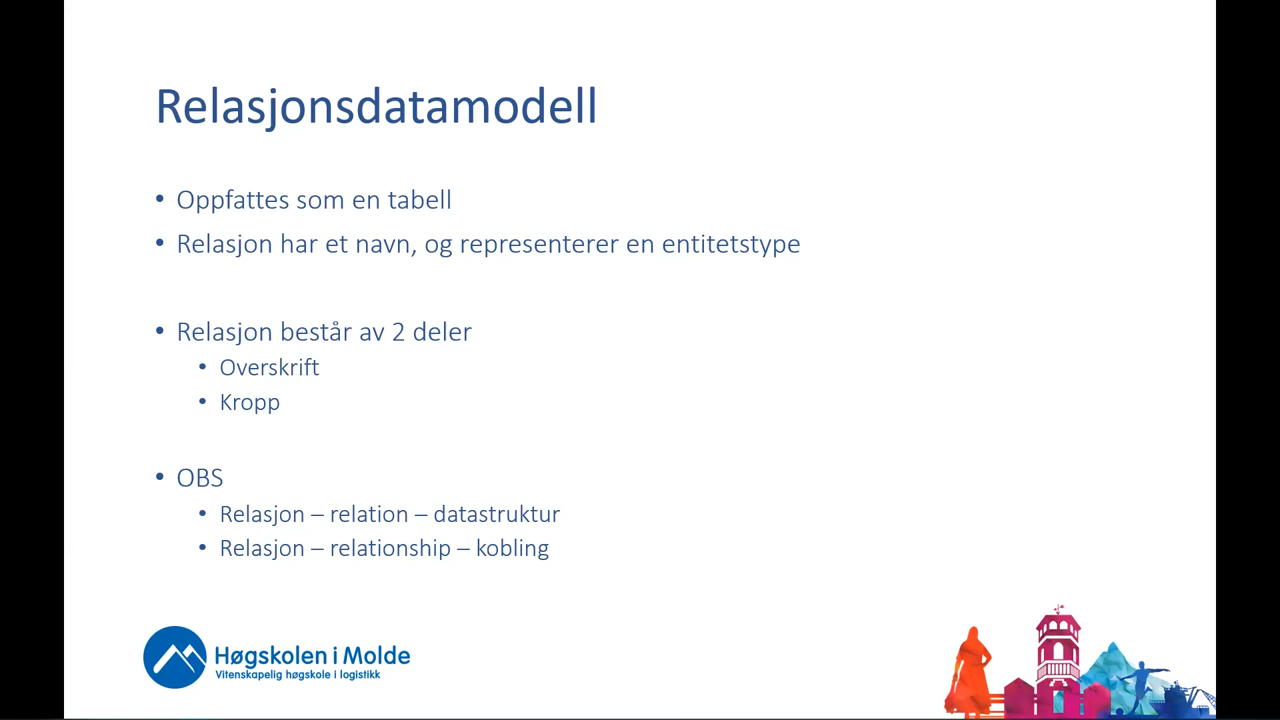 Relasjonsdatamodell
• Oppfattes som en tabell
• Relasjon har et navn, og representerer en entitetstype
• Relasjon består av 2 deler
• Overskrift
• Kropp
• OBS
• Relasjon – relation – datastruktur
• Relasjon – relationship – kobling
Høgskolen i Molde
Vitenskapelig høgskole i logistikk